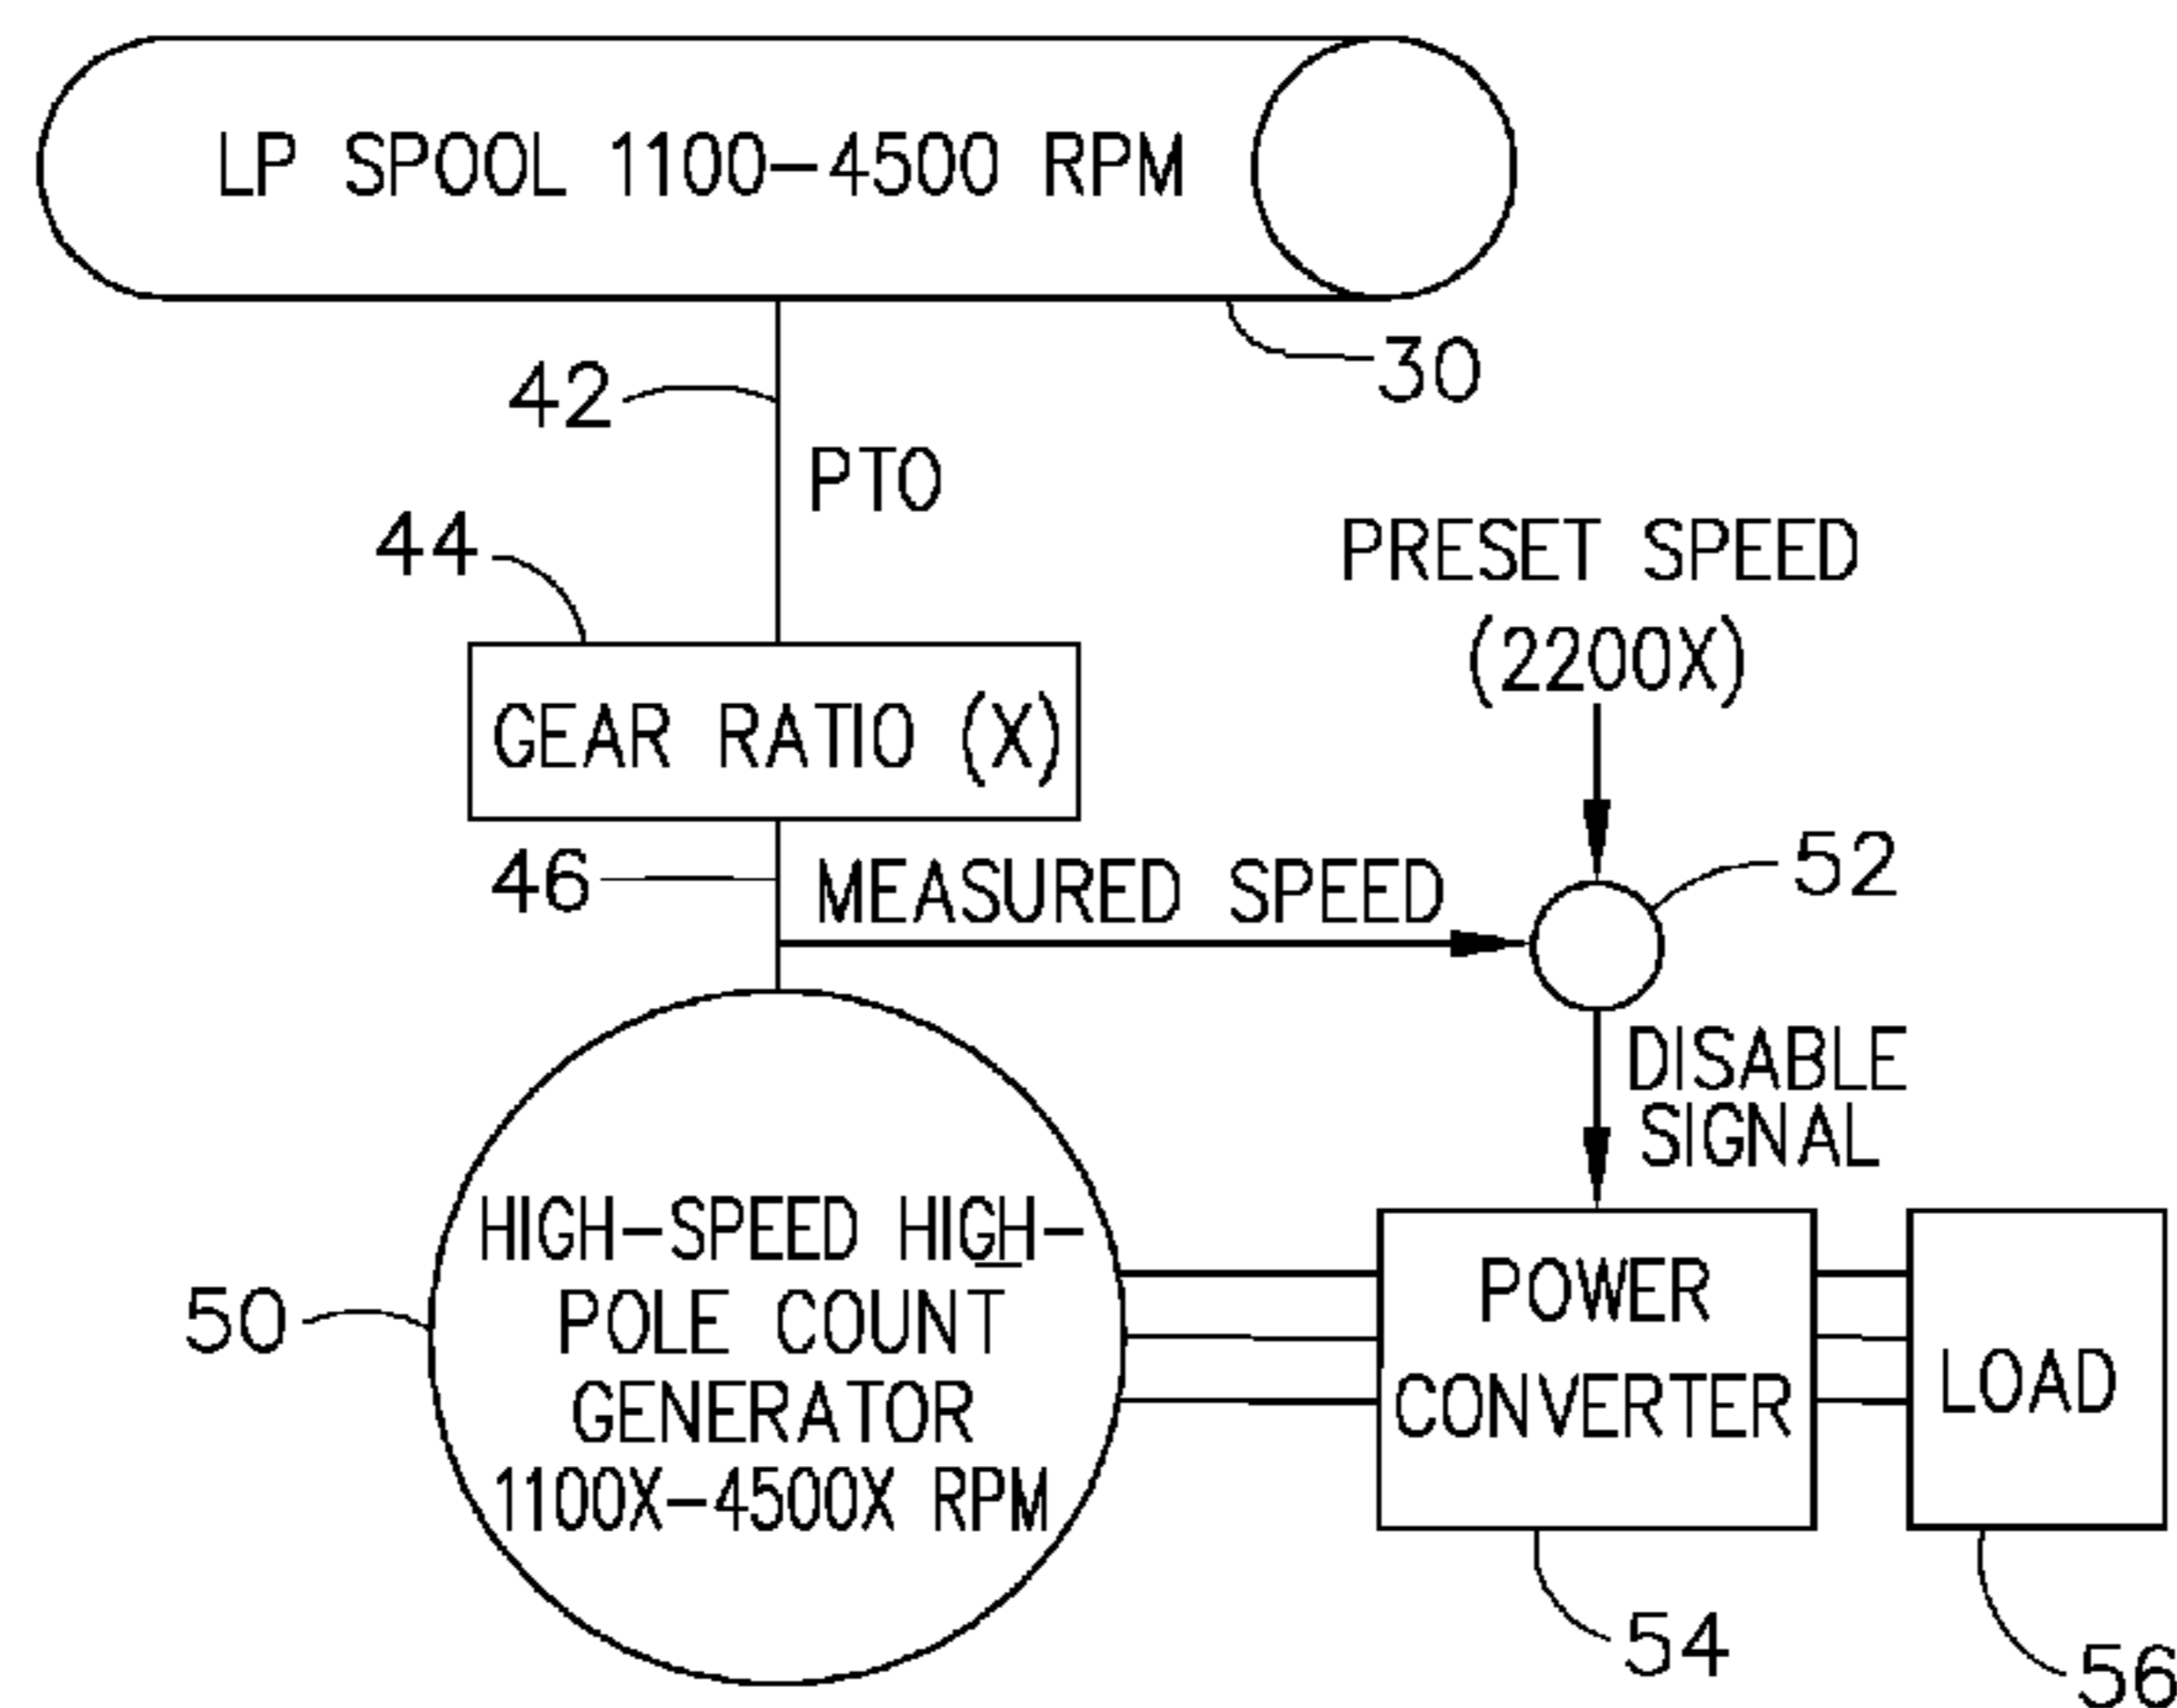 LP SPOOL 1100-4500 RPM
30
42
PTO
44
PRESET SPEED
(2200X)
GEAR RATIO (X)
46
MEASURED SPEED
52
DISABLE
SIGNAL
HIGH-SPEED HIGH-
POLE COUNT
GENERATOR
1100X-4500X RPM
50
POWER
CONVERTER
LOAD
54
56